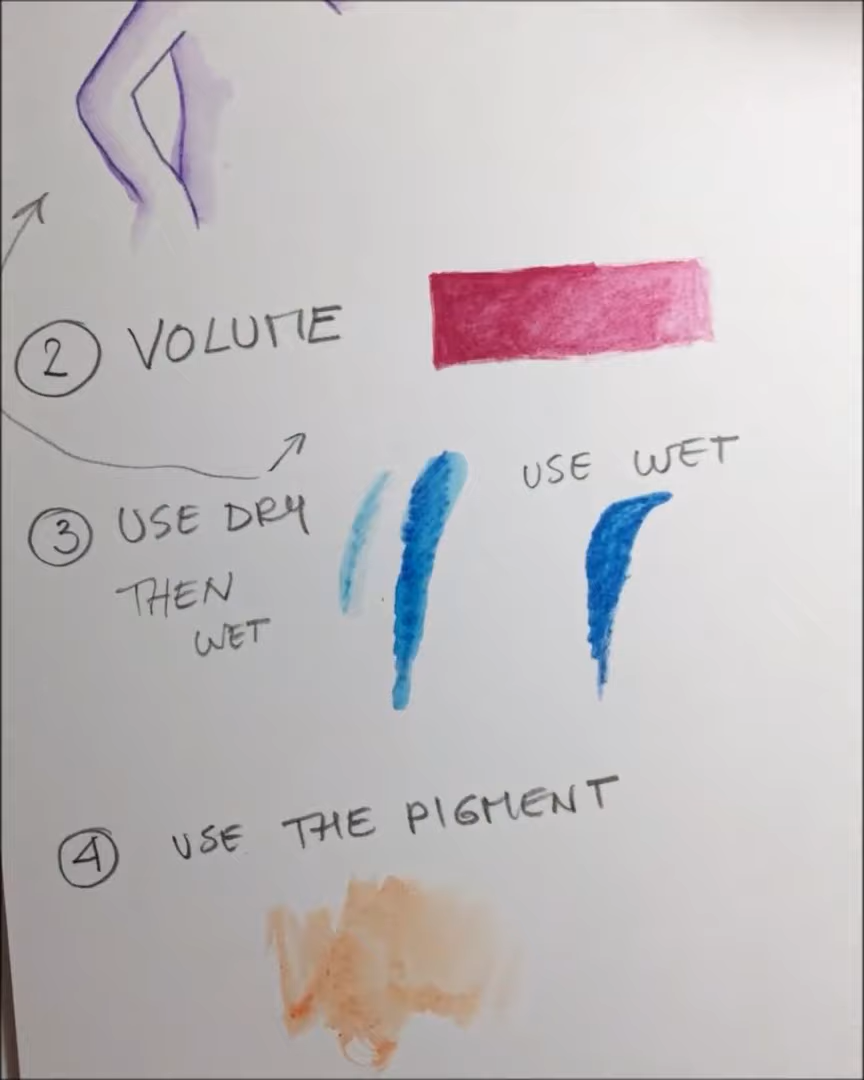 2 VOLUME
3 USE DRY
THEN
WET
USE WET
4 USE THE PIGMENT